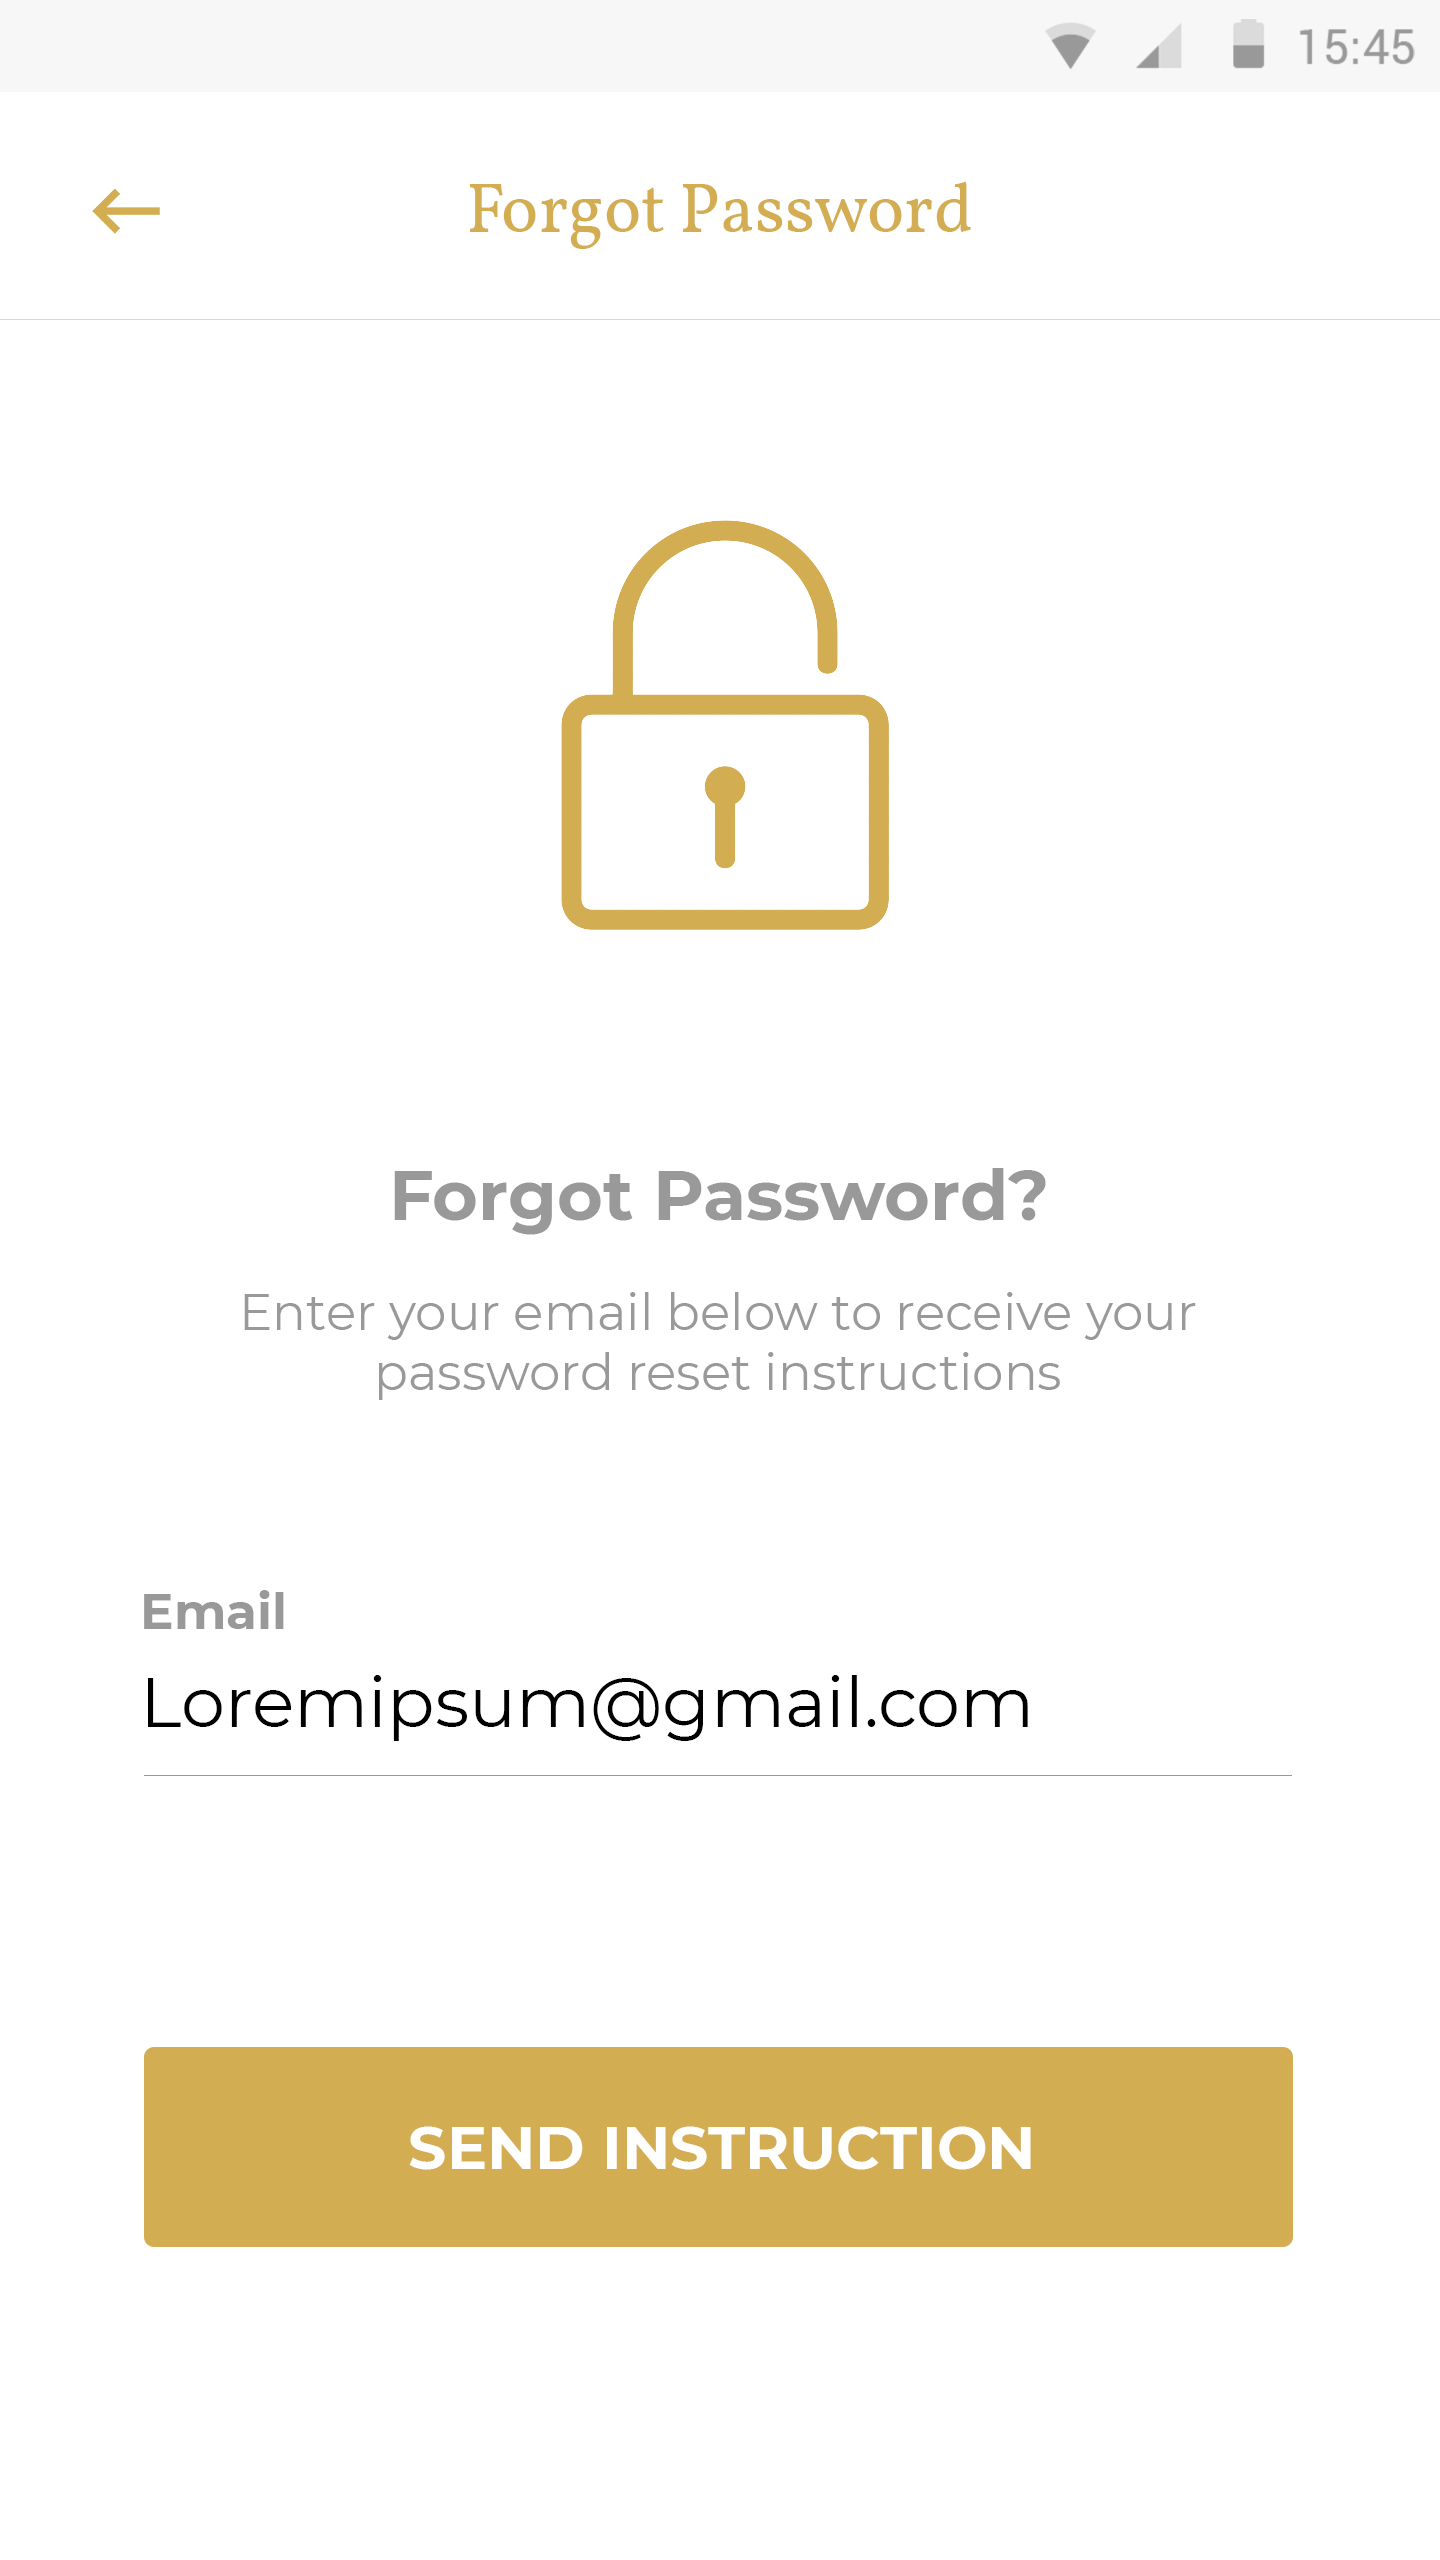 15:45
Forgot Password
Forgot Password?
Enter your email below to receive your
password reset instructions
Email
Loremipsum@gmail.com
SEND INSTRUCTION